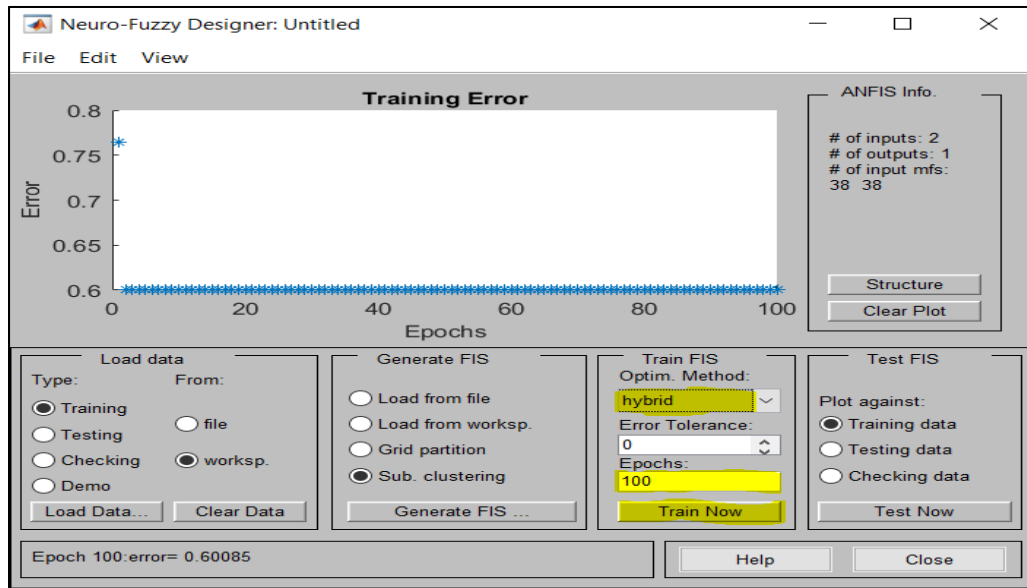 Neuro-Fuzzy Designer: Untitled
File Edit View
Training Error
0.8
0.75
0.7
0.65
0.6
Error
0 20 40 60 80 100
Epochs
ANFIS Info.
# of inputs: 2
# of outputs: 1
# of input mfs:
38 38
Structure
Clear Plot
Load data
Type: From:
Training
Testing
Checking
Demo
file
worksp.
Load Data... Clear Data
Generate FIS
Load from file
Load from worksp.
Grid partition
Sub. clustering
Generate FIS ...
Train FIS
Optim. Method:
hybrid
Error Tolerance:
0
Epochs:
100
Train Now
Test FIS
Plot against:
Training data
Testing data
Checking data
Test Now
Epoch 100:error= 0.60085
Help Close